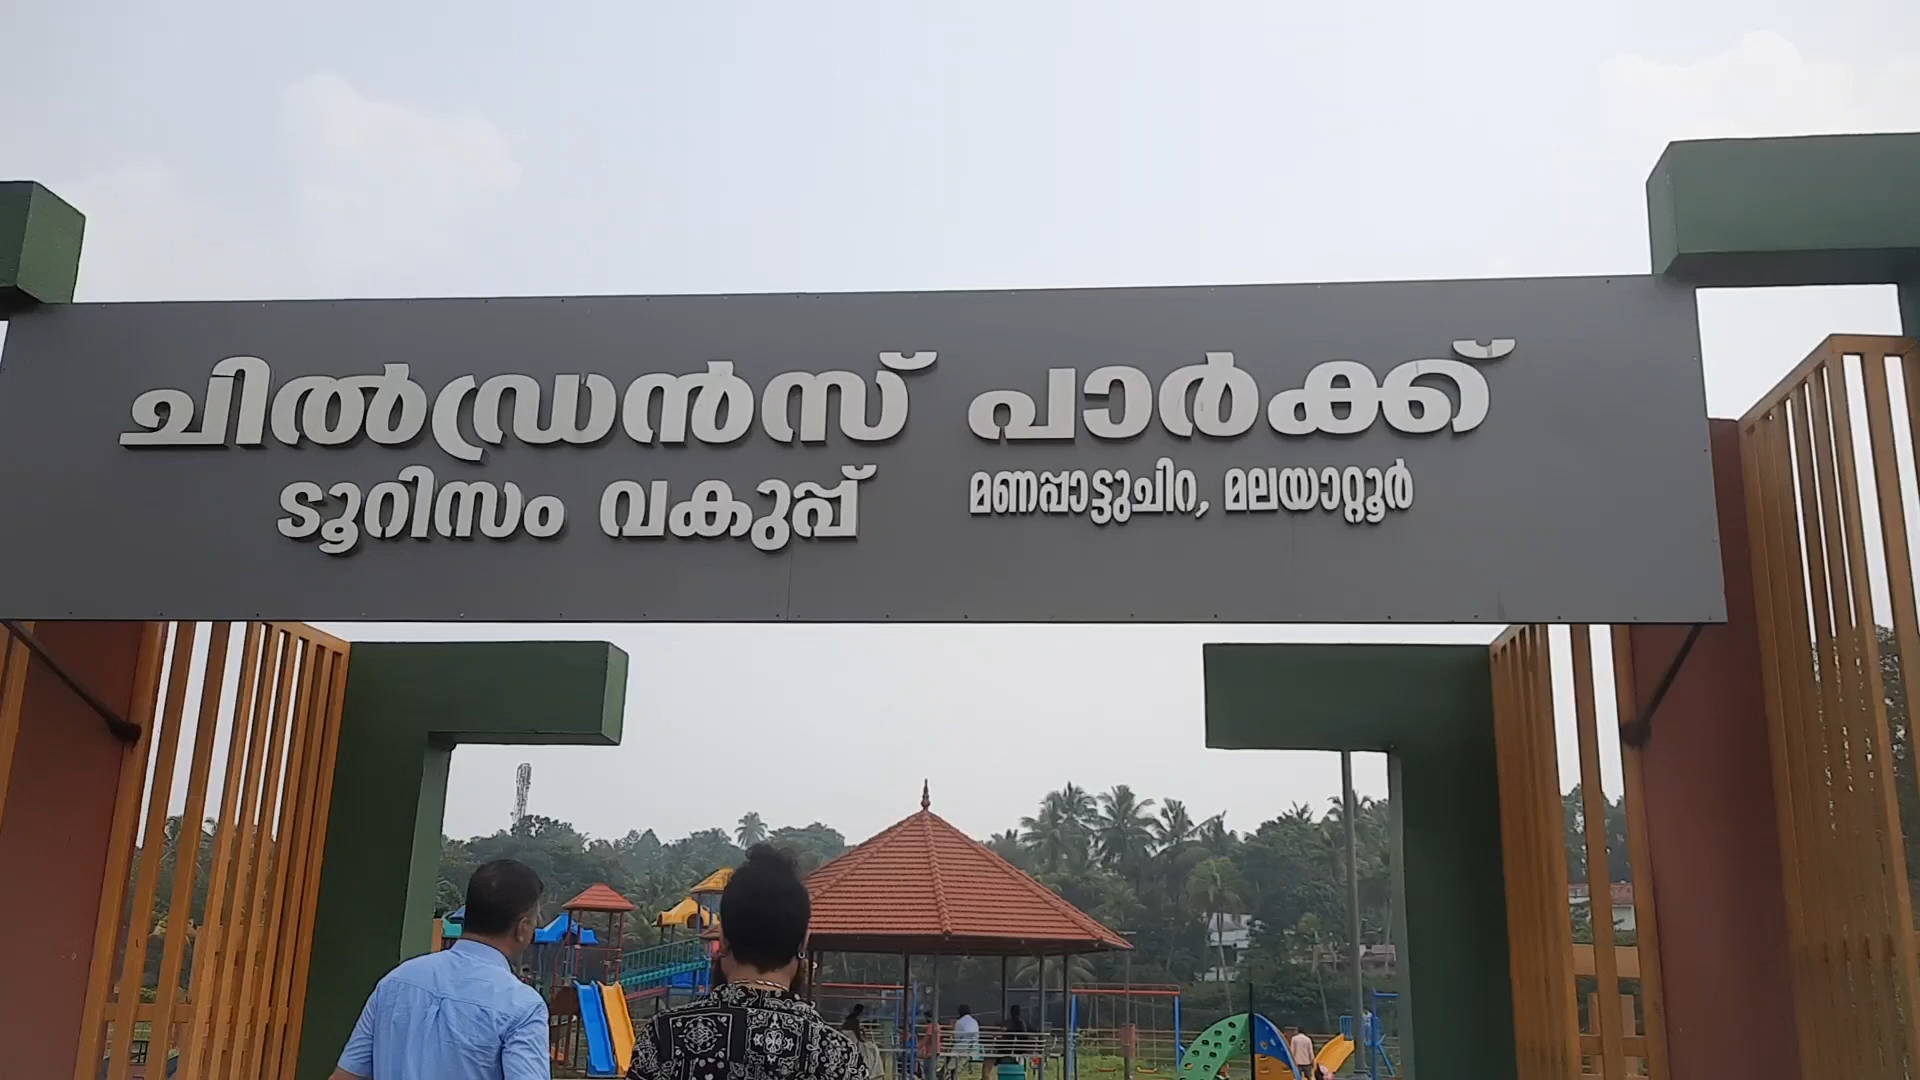 ചിൽഡ്രൻസ് പാർക്ക്
ടൂറിസം വകുപ്പ് മണപ്പാട്ടുചിറ, മലയാറ്റൂർ